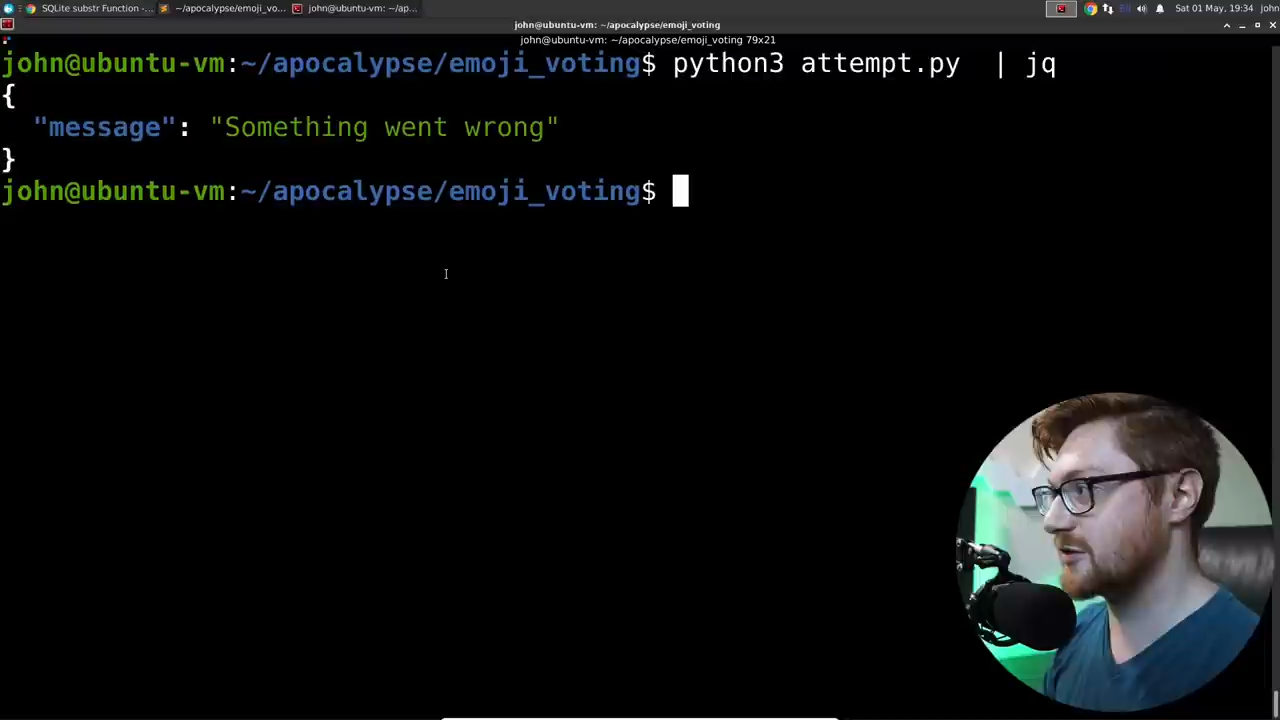 SQLite substr Function -...
~/apocalypse/emoji_vo...
john@ubuntu-vm: ~/ap...
Sat 01 May, 19:34 john
john@ubuntu-vm: ~/apocalypse/emoji_voting
john@ubuntu-vm: ~/apocalypse/emoji_voting 79x21
john@ubuntu-vm:~/apocalypse/emoji_voting$ python3 attempt.py  | jq
{
  "message": "Something went wrong"
}
john@ubuntu-vm:~/apocalypse/emoji_voting$